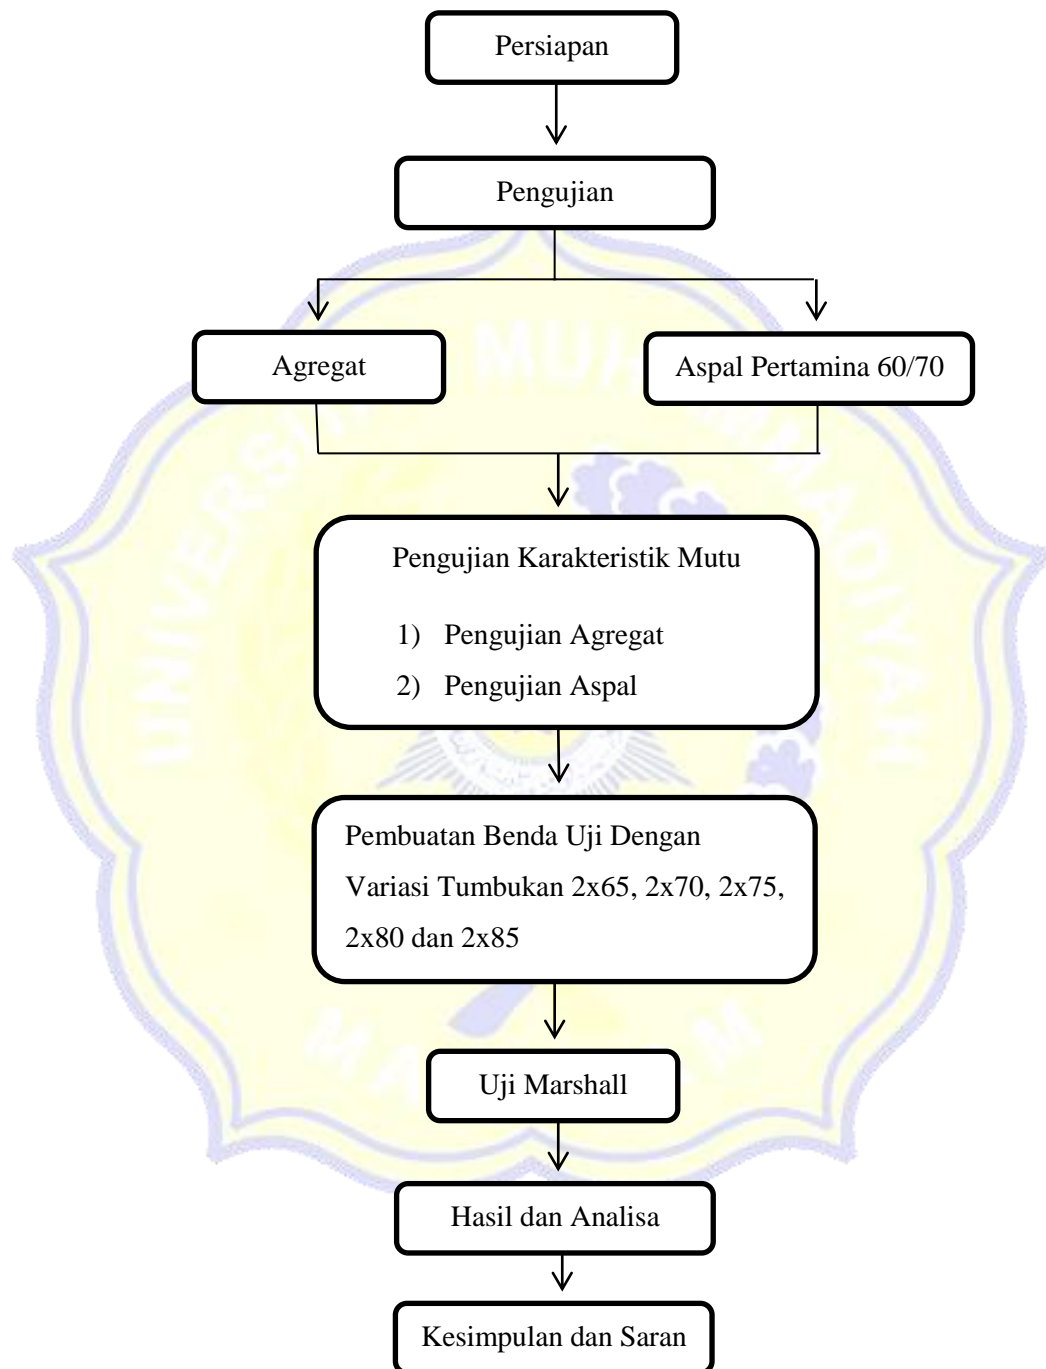 Persiapan
Pengujian
Agregat
Aspal Pertamina 60/70
Pengujian Karakteristik Mutu
1) Pengujian Agregat
2) Pengujian Aspal
Pembuatan Benda Uji Dengan
Variasi Tumbukan 2x65, 2x70, 2x75,
2x80 dan 2x85
Uji Marshall
Hasil dan Analisa
Kesimpulan dan Saran